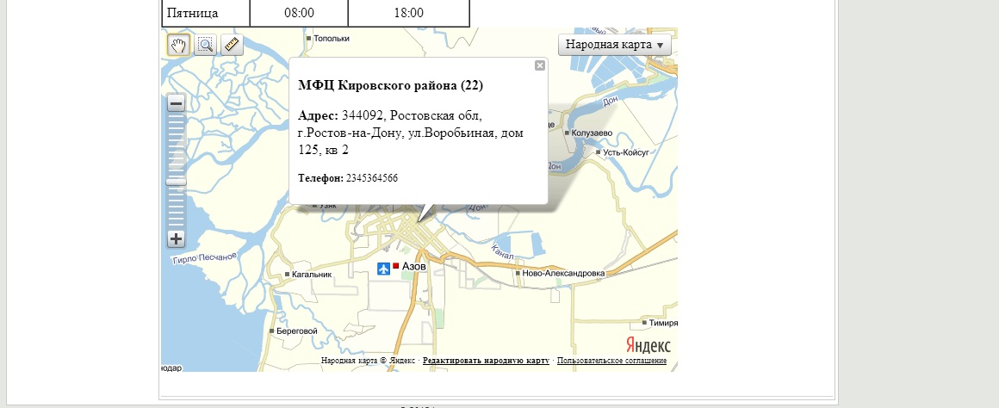 Пятница 08:00 18:00
Топольки
Народная карта
МФЦ Кировского района (22)
Дон
Адрес: 344092, Ростовская обл,
г.Ростов-на-Дону, ул.Воробьиная, дом
125, кв 2
Колузаево
Усть-Койсуг
Дон
Телефон: 2345364566
Узяк
Дон
Канал
Гирло Песчаное
Азов
Кагальник
Ново-Александровка
Береговой
Тимиря
Яндекс
Народная карта © Яндекс · Редактировать народную карту · Пользовательское соглашение
юдар